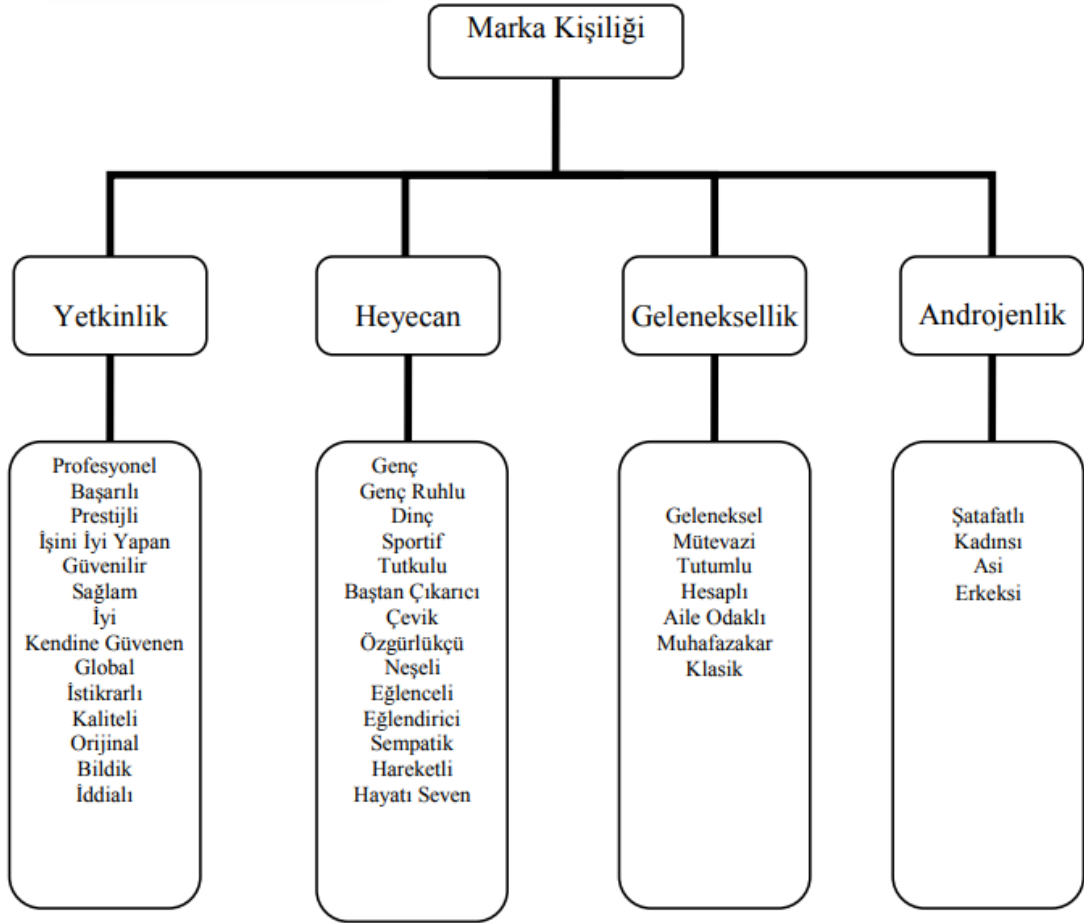 Marka Kişiliği
Yetkinlik
Heyecan
Geleneksellik
Androjenlik
Profesyonel
Başarılı
Prestijli
İşini İyi Yapan
Güvenilir
Sağlam
İyi
Kendine Güvenen
Global
İstikrarlı
Kaliteli
Orijinal
Bildik
İddialı
Genç
Genç Ruhlu
Dinç
Sportif
Tutkulu
Baştan Çıkarıcı
Çevik
Özgürlükçü
Neşeli
Eğlenceli
Eğlendirici
Sempatik
Hareketli
Hayatı Seven
Geleneksel
Mütevazi
Tutumlu
Hesaplı
Aile Odaklı
Muhafazakar
Klasik
Şatafatlı
Kadınsı
Asi
Erkeksi